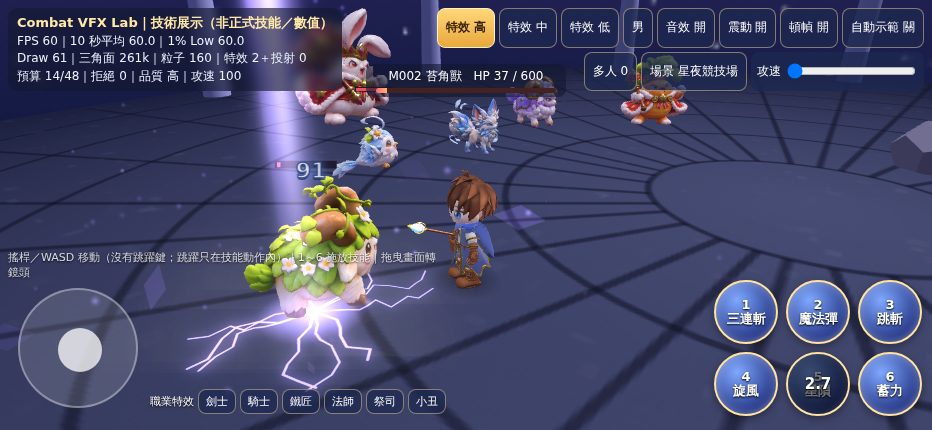 Combat VFX Lab｜技術展示（非正式技能／數值）
FPS 60｜10 秒平均 60.0｜1% Low 60.0
Draw 61｜三角面 261k｜粒子 160｜特效 2＋投射 0
預算 14/48｜拒絕 0｜品質 高｜攻速 100
特效 高
特效 中
特效 低
男
音效 開
震動 開
頓幀 開
自動示範 關
多人 0
場景 星夜競技場
攻速
M002 苔角獸 HP 37 / 600
91
搖桿／WASD 移動（沒有跳躍鍵；跳躍只在技能動作內）｜1～6 施放技能｜拖曳畫面轉
鏡頭
1
三連斬
2
魔法彈
3
跳斬
4
旋風
2.7
6
蓄力
職業特效
劍士
騎士
鐵匠
法師
祭司
小丑